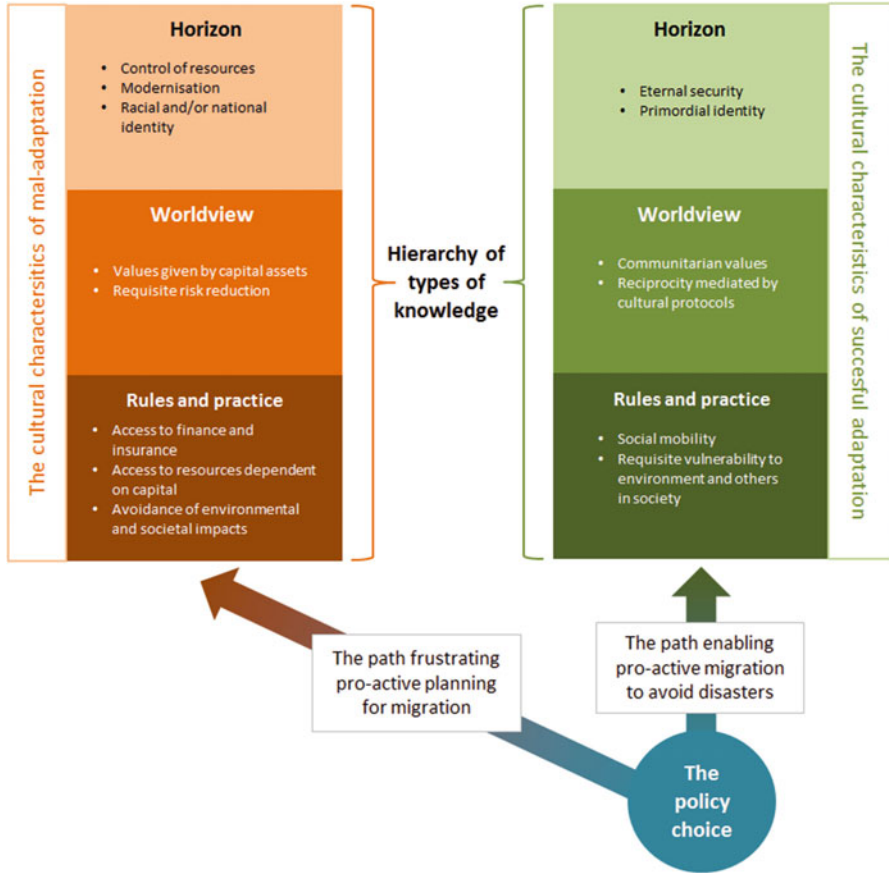 The cultural charactersitics of mal-adaptation
Horizon
• Control of resources
• Modernisation
• Racial and/or national
identity
Worldview
• Values given by capital assets
• Requisite risk reduction
Rules and practice
• Access to finance and
insurance
• Access to resources dependent
on capital
• Avoidance of environmental
and societal impacts
Hierarchy of
types of
knowledge
Horizon
• Eternal security
• Primordial identity
Worldview
• Communitarian values
• Reciprocity mediated by
cultural protocols
Rules and practice
• Social mobility
• Requisite vulnerability to
environment and others
in society
The cultural characteristics of succesful adaptation
The path frustrating
pro-active planning
for migration
The path enabling
pro-active migration
to avoid disasters
The
policy
choice